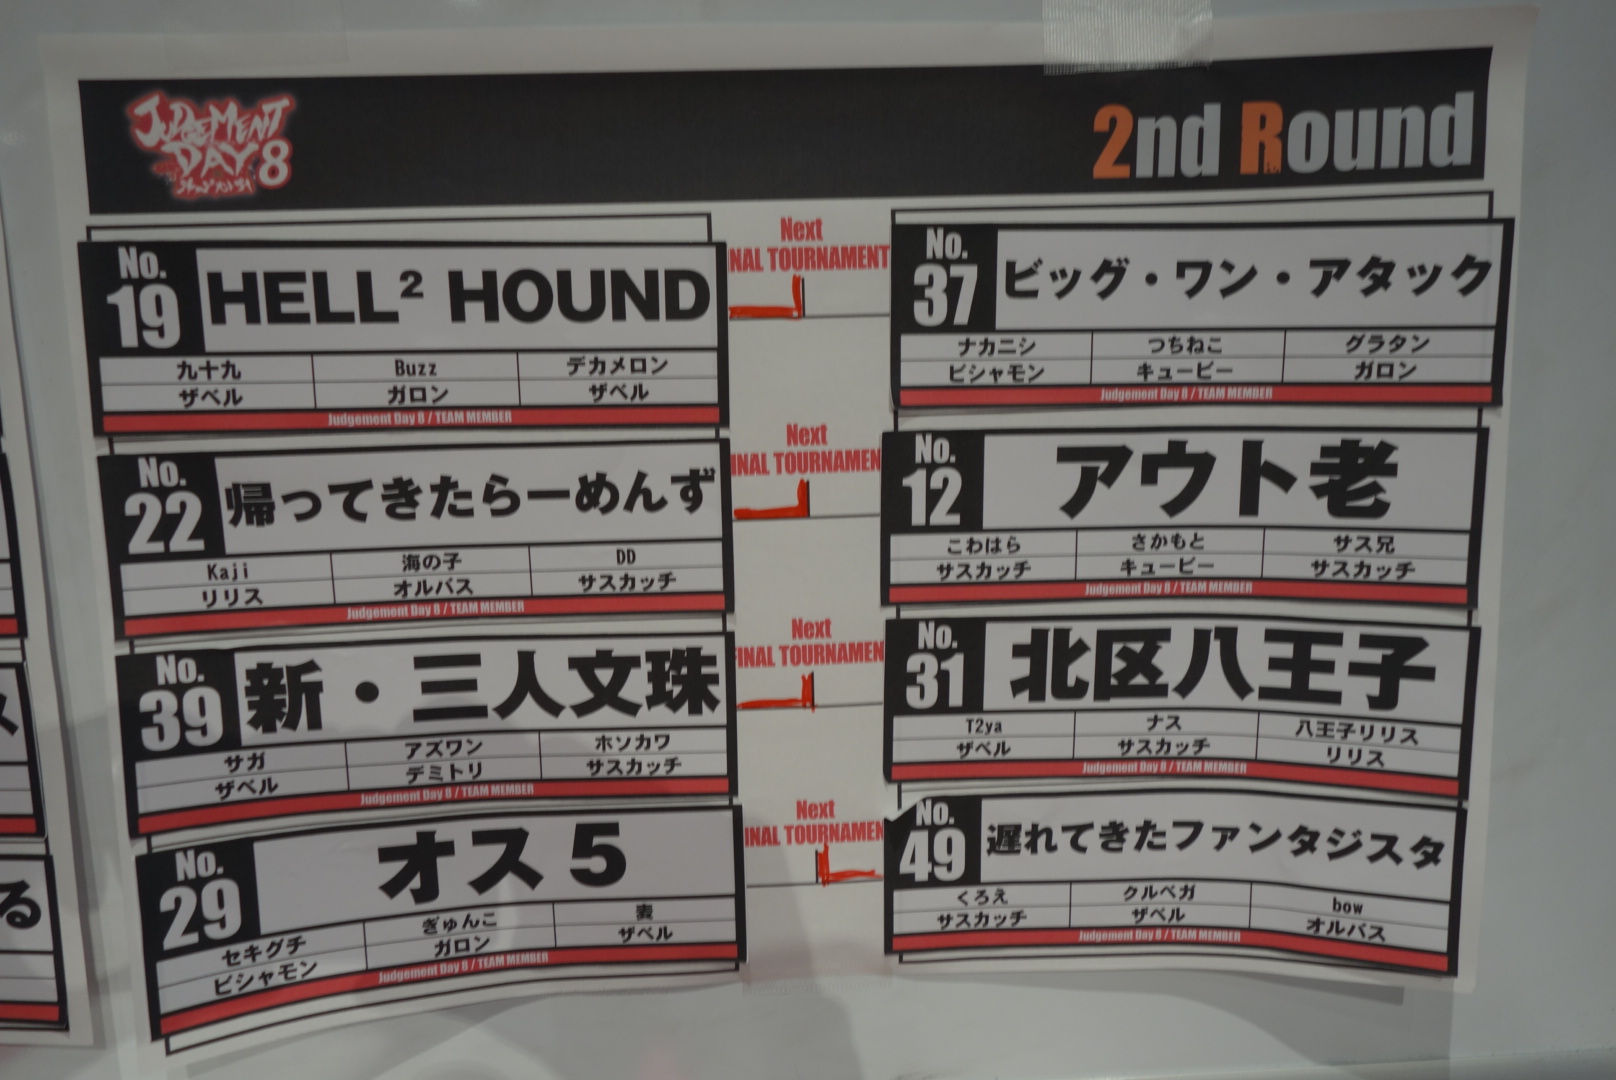 JUDGEMENT
DAY 8
2nd Round
No. 19 HELL² HOUND
九十九 Buzz デカメロン
ザベル ガロン ザベル
Judgement Day 8 / TEAM MEMBER
Next
NAL TOURNAMENT
No. 37 ビッグ・ワン・アタック
ナカニシ つちねこ グラタン
ビシャモン キュービー ガロン
Judgement Day 8 / TEAM MEMBER
No. 22 帰ってきたらーめんず
Kaji 海の子 DD
リリス オルバス サスカッチ
Judgement Day 8 / TEAM MEMBER
Next
INAL TOURNAMEN
No. 12 アウト老
こわはら さかもと サス兄
サスカッチ キュービー サスカッチ
Judgement Day 8 / TEAM MEMBER
No. 39 新・三人文珠
サガ アズワン ホソカワ
ザベル デミトリ サスカッチ
Judgement Day 8 / TEAM MEMBER
Next
INAL TOURNAMEN
No. 31 北区八王子
T2ya ナス 八王子リリス
ザベル サスカッチ リリス
Judgement Day 8 / TEAM MEMBER
No. 29 オス5
セキグチ ぎゅんこ 麦
ビシャモン ガロン ザベル
Judgement Day 8 / TEAM MEMBER
Next
INAL TOURNAMEN
No. 49 遅れてきたファンタジスタ
くろえ クルベガ bow
サスカッチ ザベル オルバス
Judgement Day 8 / TEAM MEMBER
る